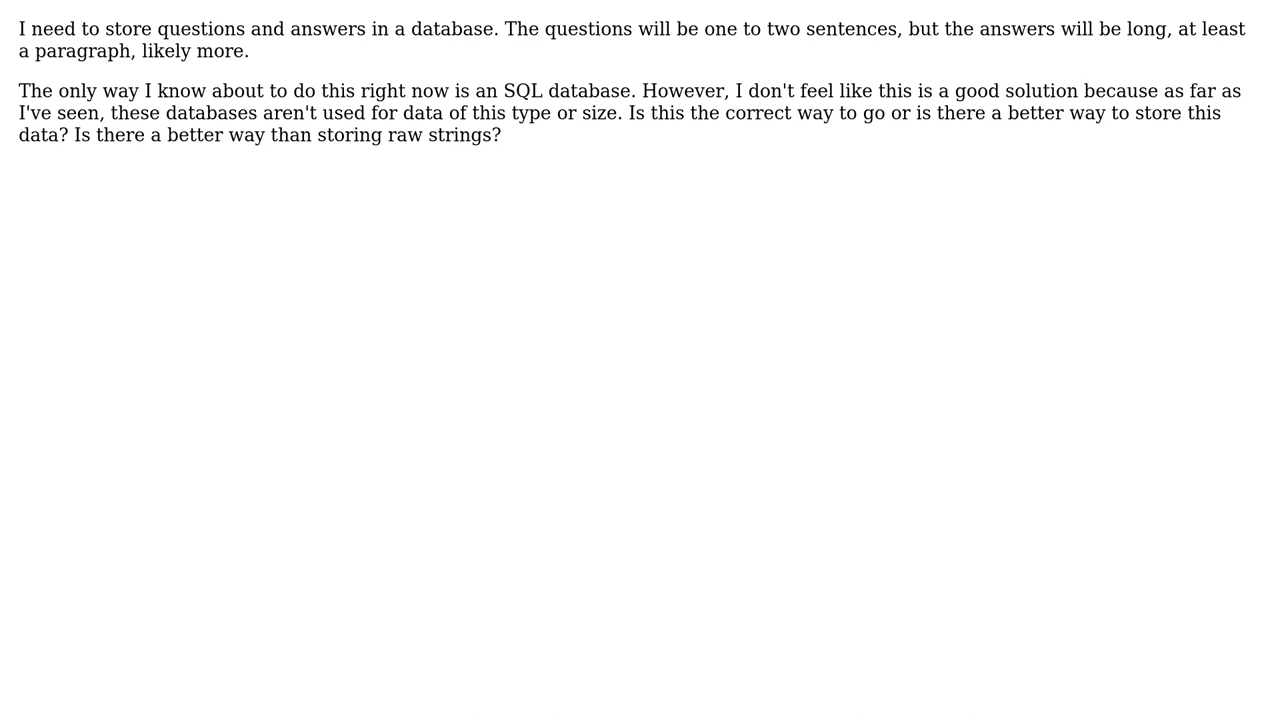 I need to store questions and answers in a database. The questions will be one to two sentences, but the answers will be long, at least
a paragraph, likely more.
The only way I know about to do this right now is an SQL database. However, I don't feel like this is a good solution because as far as
I've seen, these databases aren't used for data of this type or size. Is this the correct way to go or is there a better way to store this
data? Is there a better way than storing raw strings?